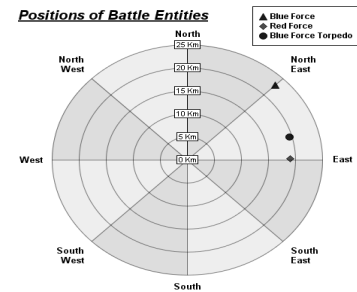 Positions of Battle Entities
Blue Force
Red Force
Blue Force Torpedo
North
25 Km
North
West
North
East
20 Km
15 Km
10 Km
5 Km
West
0 Km
East
South
West
South
East
South